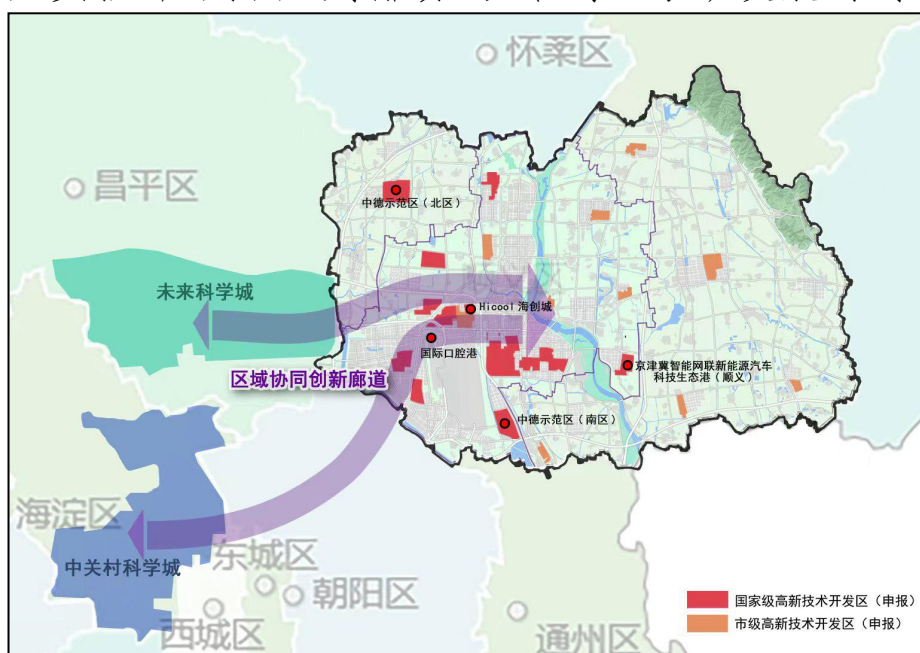 怀柔区
昌平区
中德示范区（北区）
未来科学城
Hicool 海创城
国际口腔港
京津冀智能网联新能源汽车
科技生态港（顺义）
区域协同创新廊道
中德示范区（南区）
海淀区
中关村科学城
东城区
朝阳区
西城区
通州区
国家级高新技术开发区（申报）
市级高新技术开发区（申报）